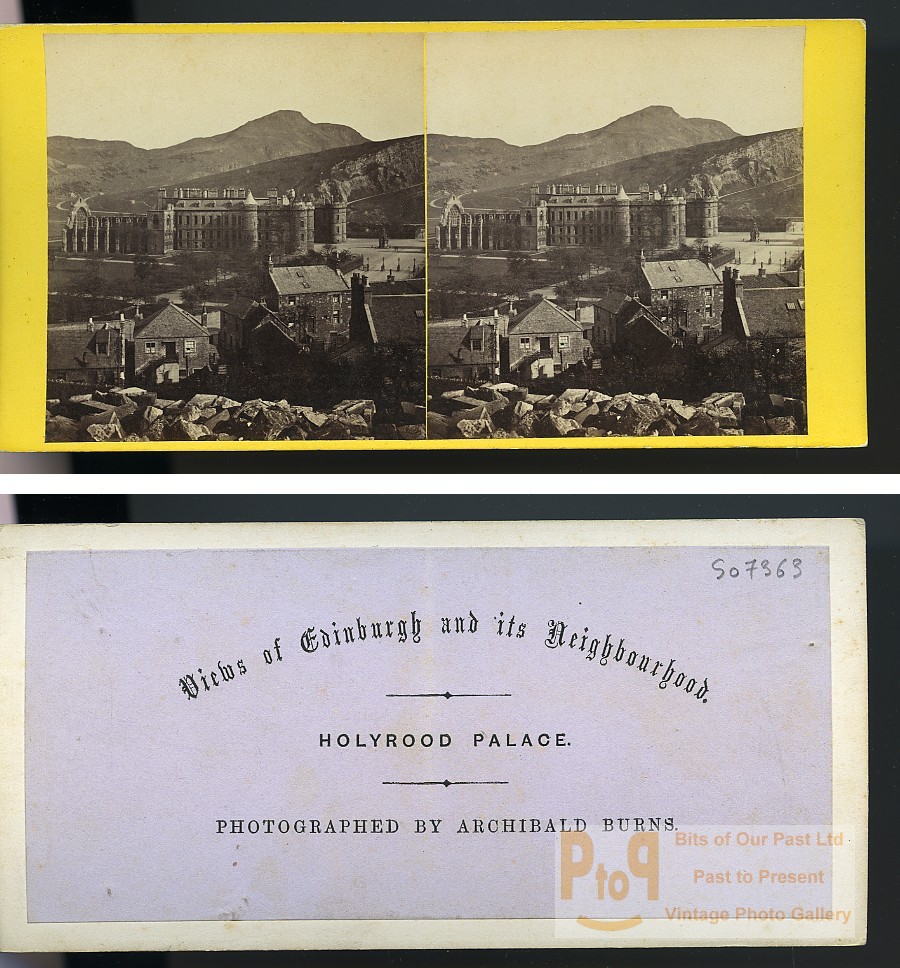 So7363
Views of Edinburgh and its Neighbourhood.
HOLYROOD PALACE.
PHOTOGRAPHED BY ARCHIBALD BURNS.
PtoP
Bits of Our Past Ltd
Past to Present
Vintage Photo Gallery